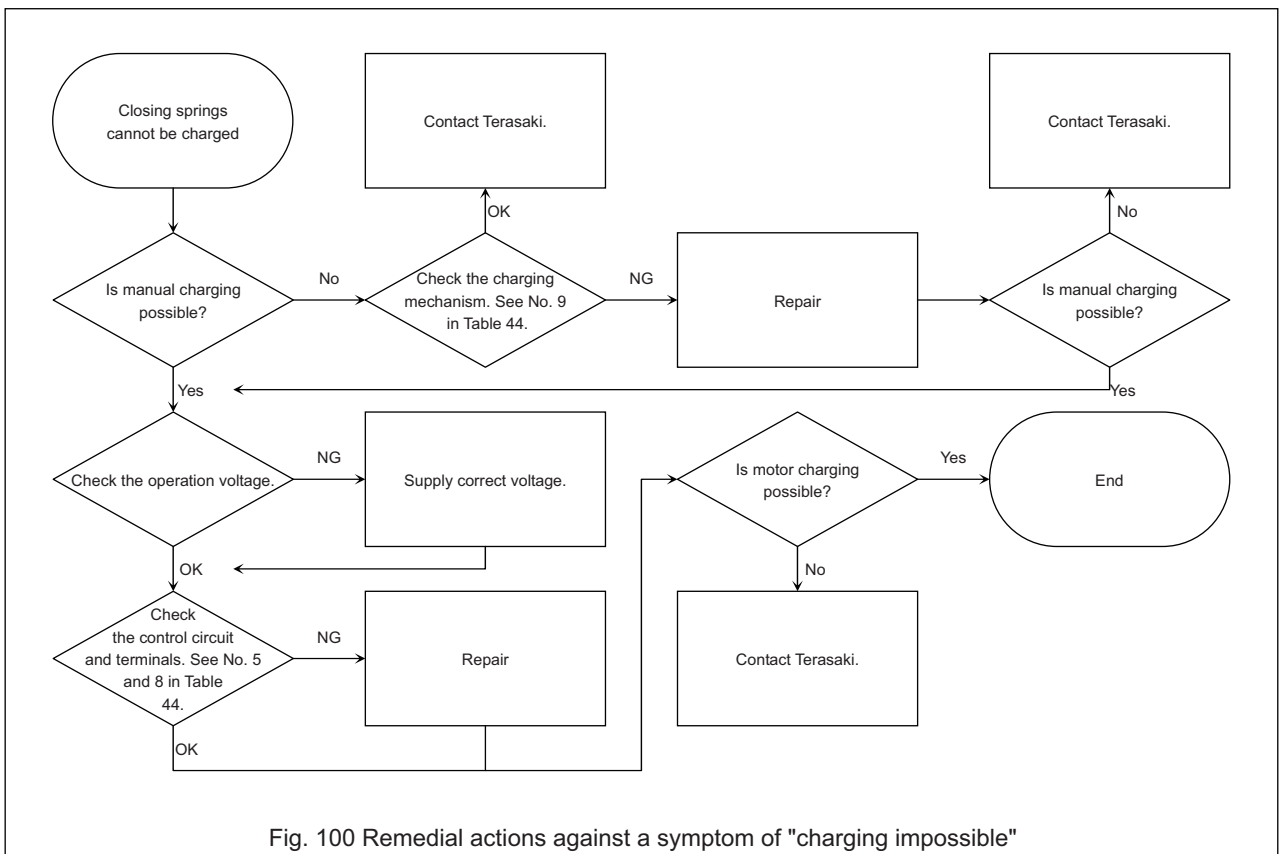 Closing springs
cannot be charged
Contact Terasaki.
Contact Terasaki.
OK
No
Is manual charging
possible?
No
Check the charging
mechanism. See No. 9
in Table 44.
NG
Repair
Is manual charging
possible?
Yes
Yes
Check the operation voltage.
NG
Supply correct voltage.
Is motor charging
possible?
Yes
End
OK
No
Check
the control circuit
and terminals. See No. 5
and 8 in Table
44.
NG
Repair
Contact Terasaki.
OK
Fig. 100 Remedial actions against a symptom of "charging impossible"